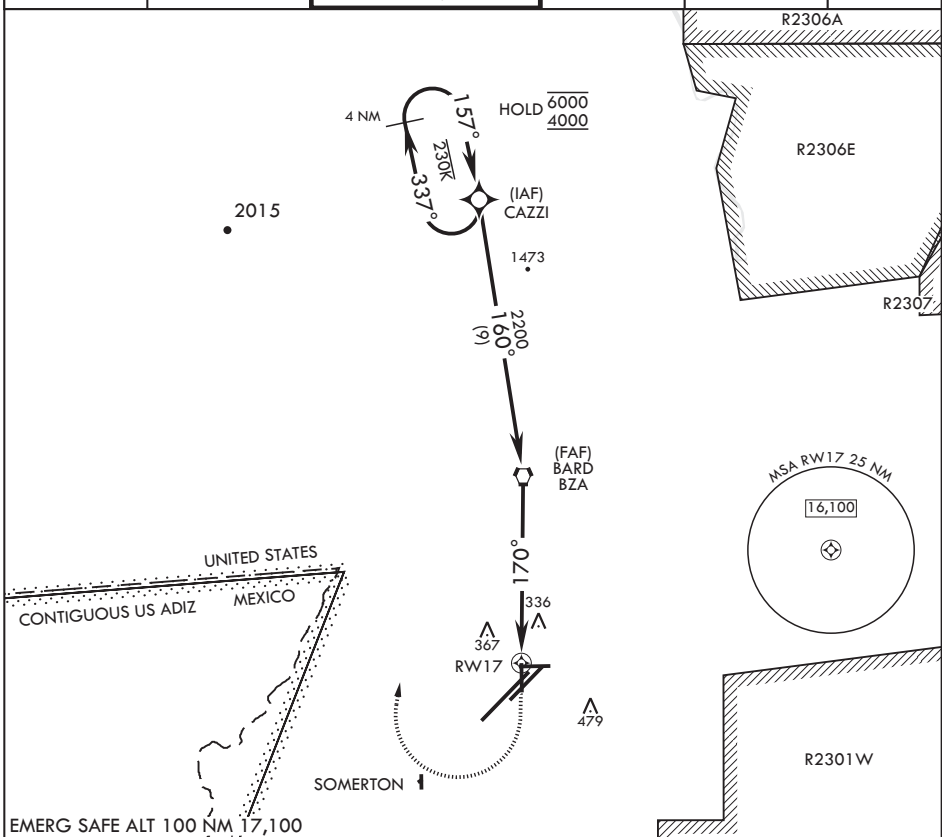 R2306A
HOLD 6000
4000
4 NM
157°
230K
337°
R2306E
(IAF)
CAZZI
2015
1473
R2307
2200
160°
(9)
(FAF)
BARD
BZA
MSA RW17 25 NM
16,100
UNITED STATES
CONTIGUOUS US ADIZ
MEXICO
170°
336
367
RW17
479
R2301W
SOMERTON
EMERG SAFE ALT 100 NM 17,100